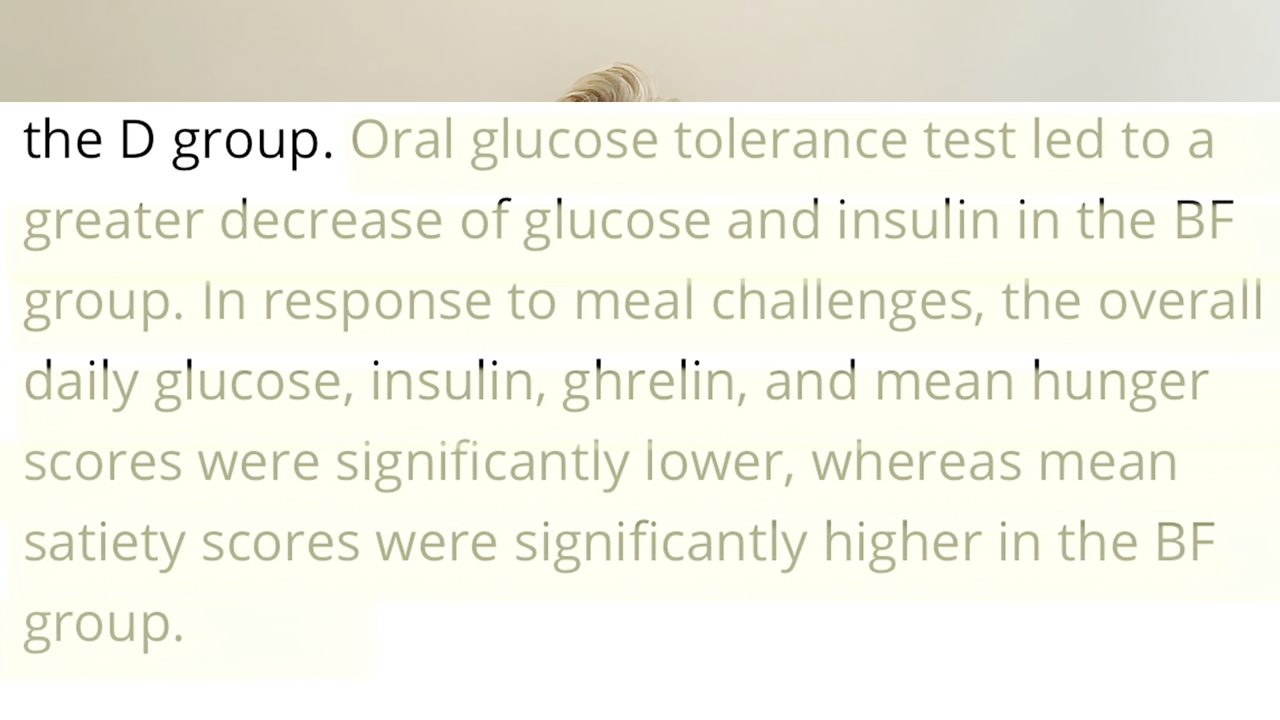 the D group. Oral glucose tolerance test led to a
greater decrease of glucose and insulin in the BF
group. In response to meal challenges, the overall
daily glucose, insulin, ghrelin, and mean hunger
scores were significantly lower, whereas mean
satiety scores were significantly higher in the BF
group.